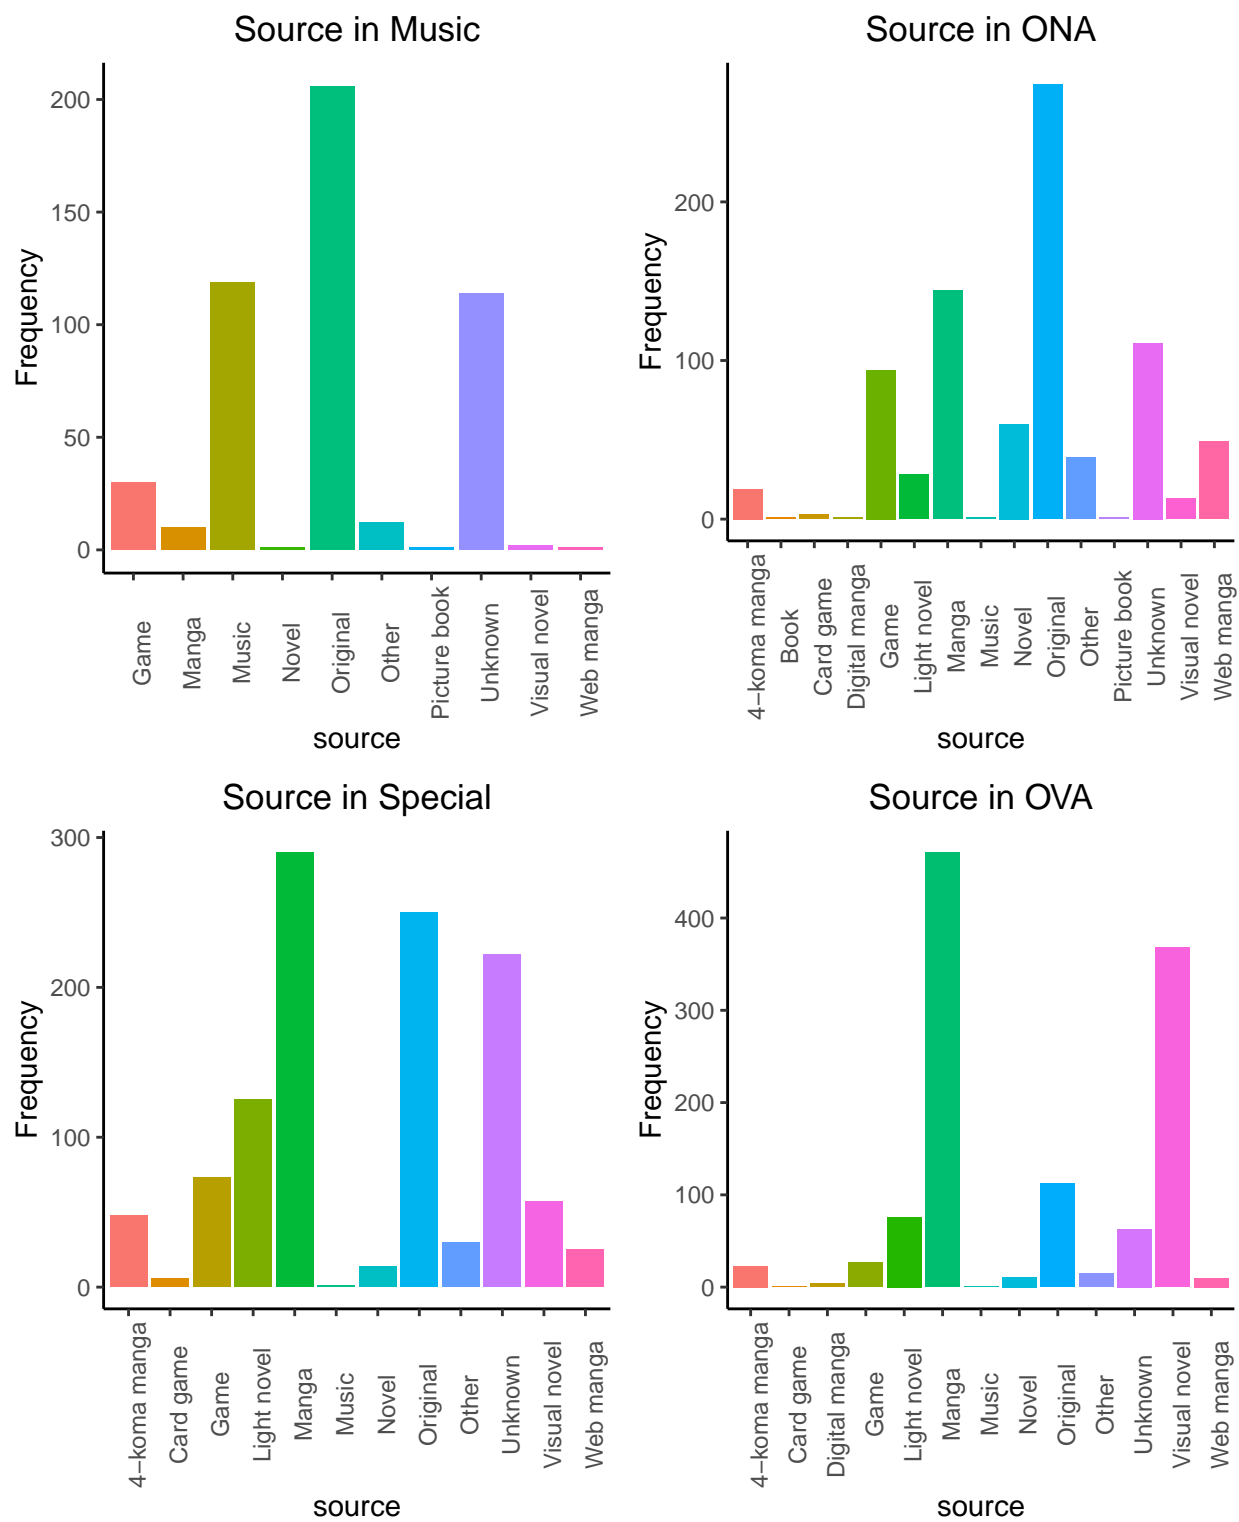 Source in Music
Frequency
200
150
100
50
0
Game
Manga
Music
Novel
Original
Other
Picture book
Unknown
Visual novel
Web manga
source
Source in ONA
Frequency
200
100
0
4−koma manga
Book
Card game
Digital manga
Game
Light novel
Manga
Music
Novel
Original
Other
Picture book
Unknown
Visual novel
Web manga
source
Source in Special
Frequency
300
200
100
0
4−koma manga
Card game
Game
Light novel
Manga
Music
Novel
Original
Other
Unknown
Visual novel
Web manga
source
Source in OVA
Frequency
400
300
200
100
0
4−koma manga
Card game
Digital manga
Game
Light novel
Manga
Music
Novel
Original
Other
Unknown
Visual novel
Web manga
source